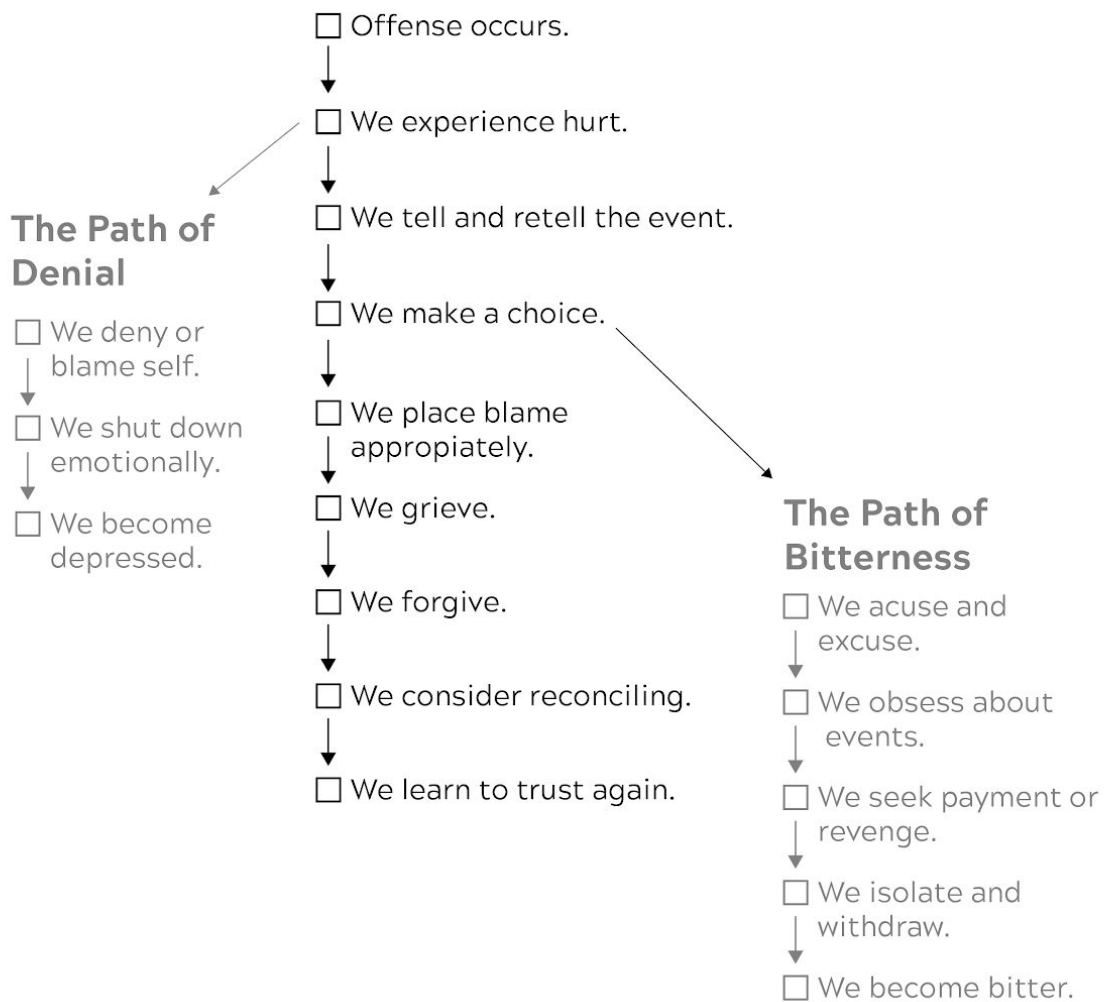 ☐ Offense occurs.
☐ We experience hurt.
☐ We tell and retell the event.
☐ We make a choice.
☐ We place blame
appropiately.
☐ We grieve.
☐ We forgive.
☐ We consider reconciling.
☐ We learn to trust again.
The Path of
Denial
☐ We deny or
blame self.
☐ We shut down
emotionally.
☐ We become
depressed.
The Path of
Bitterness
☐ We acuse and
excuse.
☐ We obsess about
events.
☐ We seek payment or
revenge.
☐ We isolate and
withdraw.
☐ We become bitter.